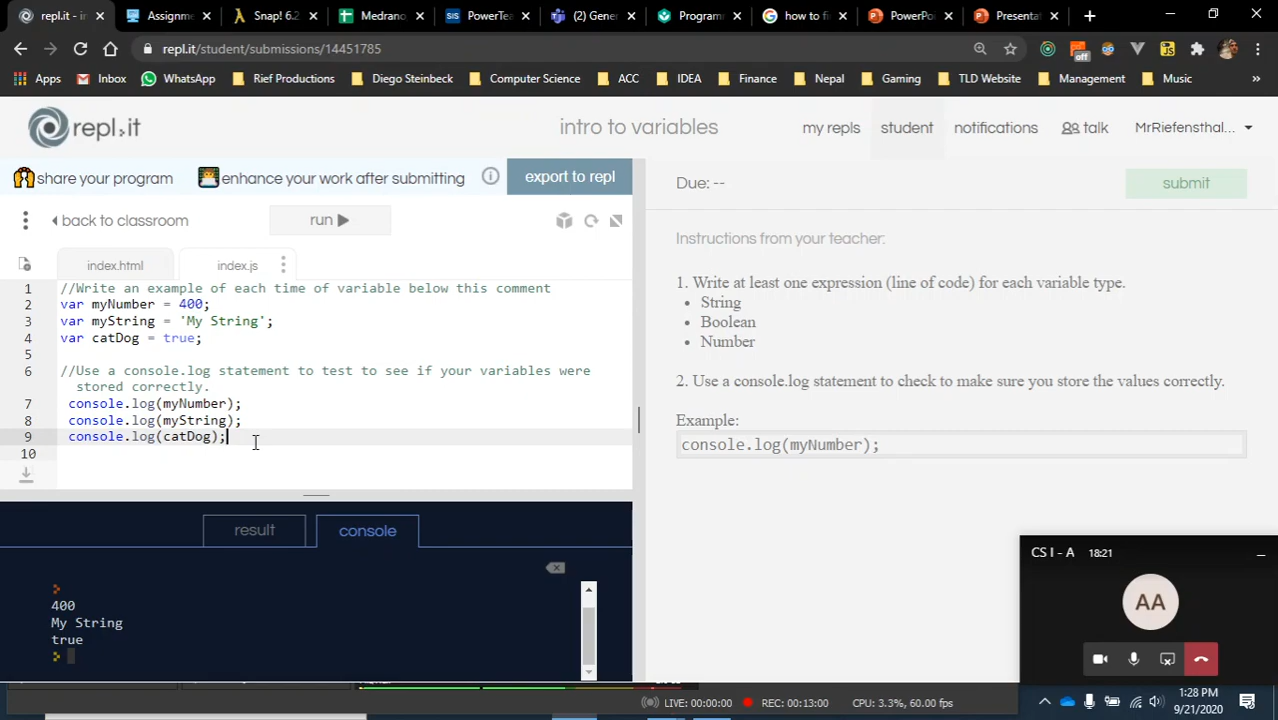 repl.it - i
Assignme
Snap! 6.2
Medrano
SIS PowerTea
(2) Gener
Programm
how to fi
PowerPoi
Presentat
repl.it/student/submissions/14451785
off
Apps
Inbox
WhatsApp
Rief Productions
Diego Steinbeck
Computer Science
ACC
IDEA
Finance
Nepal
Gaming
TLD Website
Management
Music
»
repl.it
intro to variables
my repls
student
notifications
talk
MrRiefensthal...
share your program
enhance your work after submitting
export to repl
Due: --
submit
back to classroom
run
Instructions from your teacher:
index.html
index.js
1 //Write an example of each time of variable below this comment
2 var myNumber = 400;
3 var myString = 'My String';
4 var catDog = true;
5
6 //Use a console.log statement to test to see if your variables were
stored correctly.
7 console.log(myNumber);
8 console.log(myString);
9 console.log(catDog);
10
1. Write at least one expression (line of code) for each variable type.
• String
• Boolean
• Number
2. Use a console.log statement to check to make sure you store the values correctly.
Example:
console.log(myNumber);
result
console
400
My String
true
CS I - A 18:21
AA
LIVE: 00:00:00
REC: 00:13:00
CPU: 3.3%, 60.00 fps
1:28 PM
9/21/2020